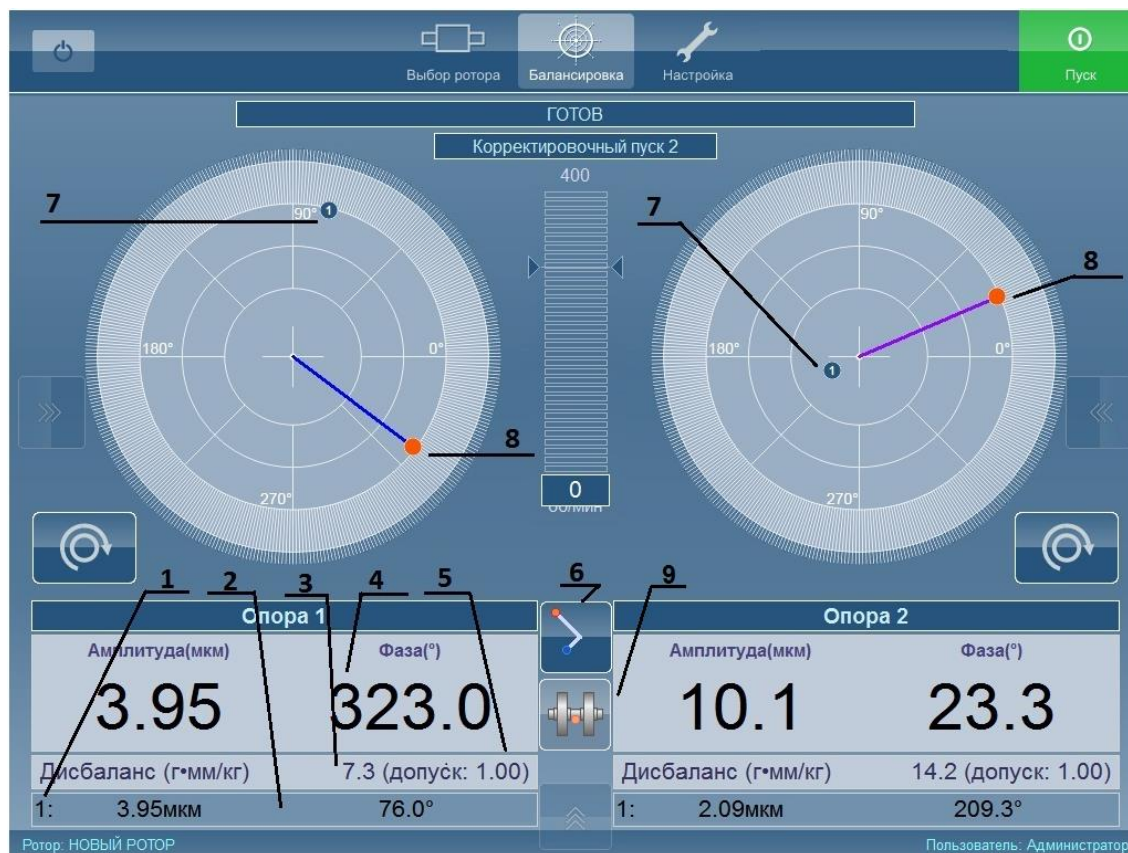 Выбор ротора
Балансировка
Настройка
Пуск
ГОТОВ
Корректировочный пуск 2
400
7
90°
1
180°
0°
270°
8
7
90°
1
180°
0°
270°
8
0
об/мин
1
2
3
4
5
6
9
Опора 1
Амплитуда(мкм) Фаза(°)
3.95 323.0
Дисбаланс (г•мм/кг) 7.3 (допуск: 1.00)
1: 3.95мкм 76.0°
Опора 2
Амплитуда(мкм) Фаза(°)
10.1 23.3
Дисбаланс (г•мм/кг) 14.2 (допуск: 1.00)
1: 2.09мкм 209.3°
Ротор: НОВЫЙ РОТОР
Пользователь: Администратор